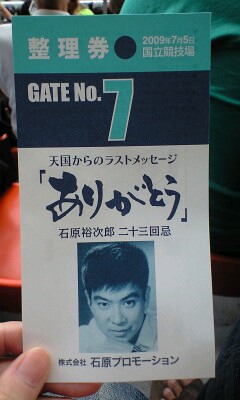 整理券
2009年7月5日
国立競技場
GATE No. 7
天国からのラストメッセージ
「ありがとう」
石原裕次郎 二十三回忌
株式会社 石原プロモーション